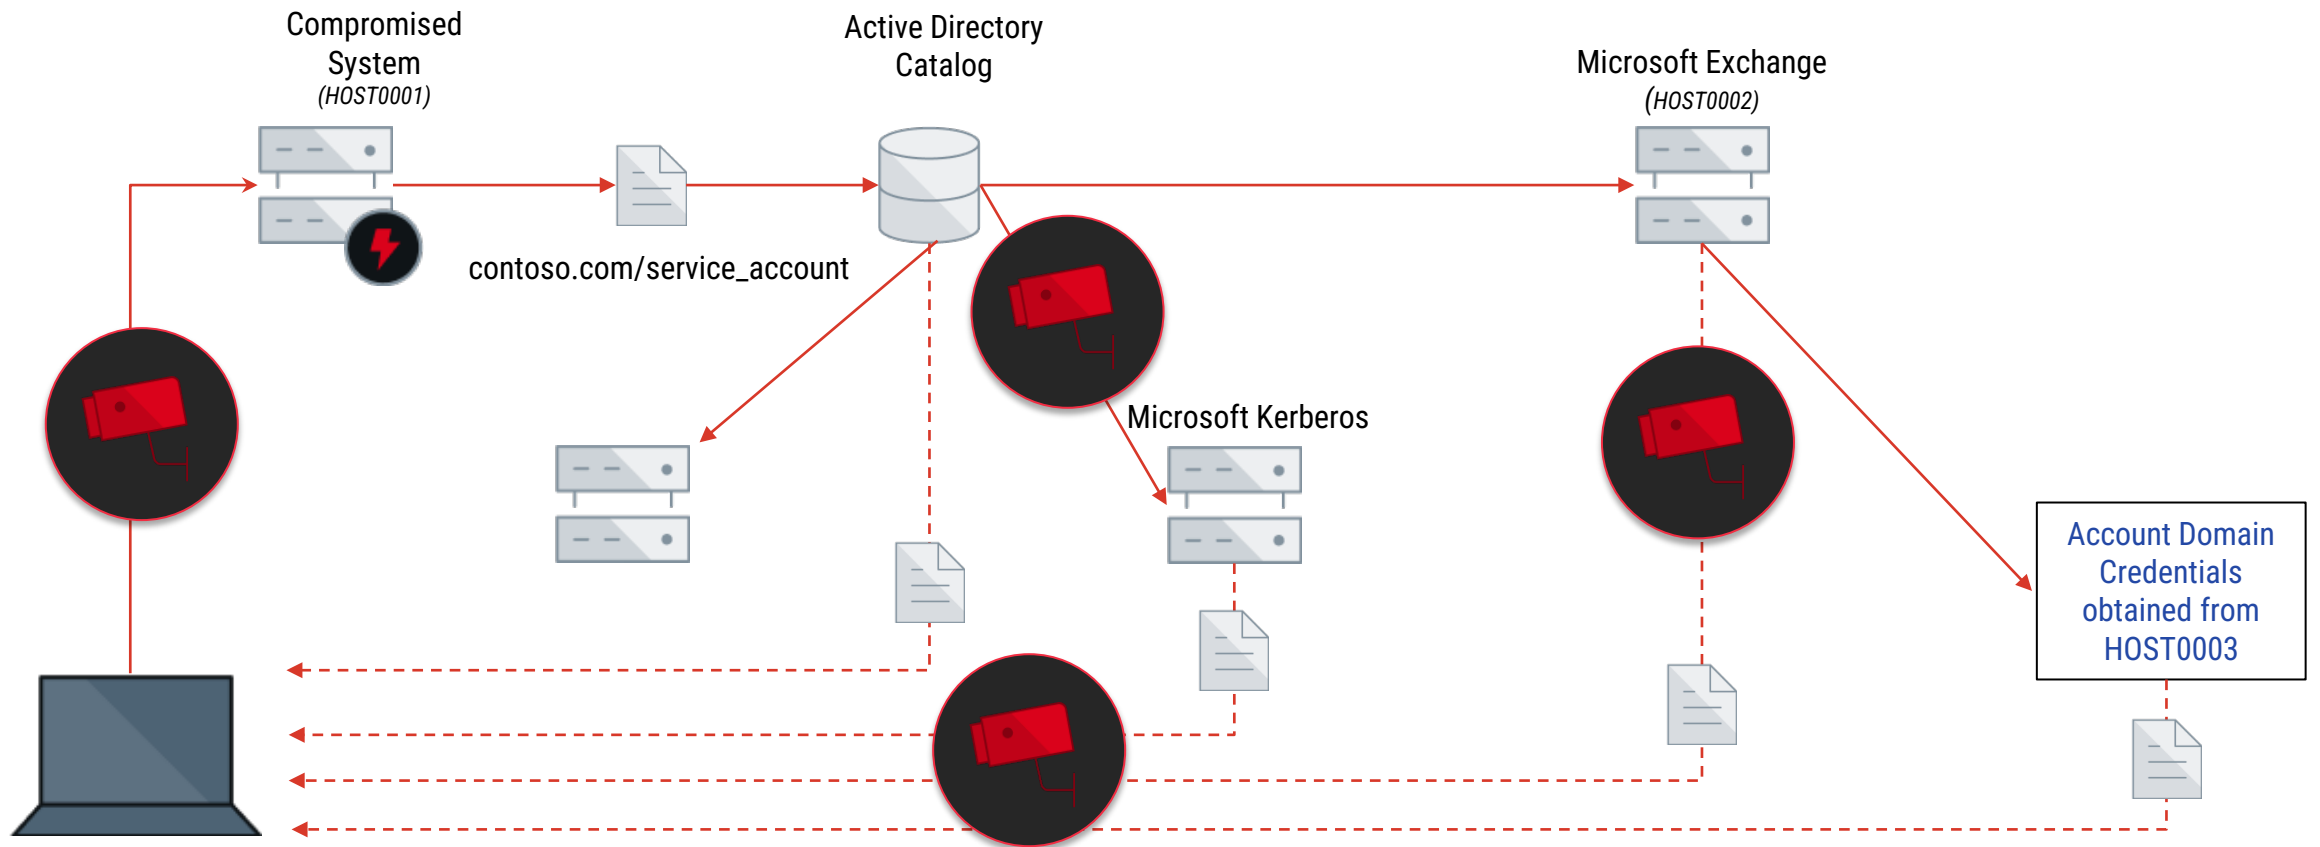 Compromised
System
(HOST0001)
Active Directory
Catalog
Microsoft Exchange
(HOST0002)
contoso.com/service_account
Microsoft Kerberos
Account Domain
Credentials
obtained from
HOST0003